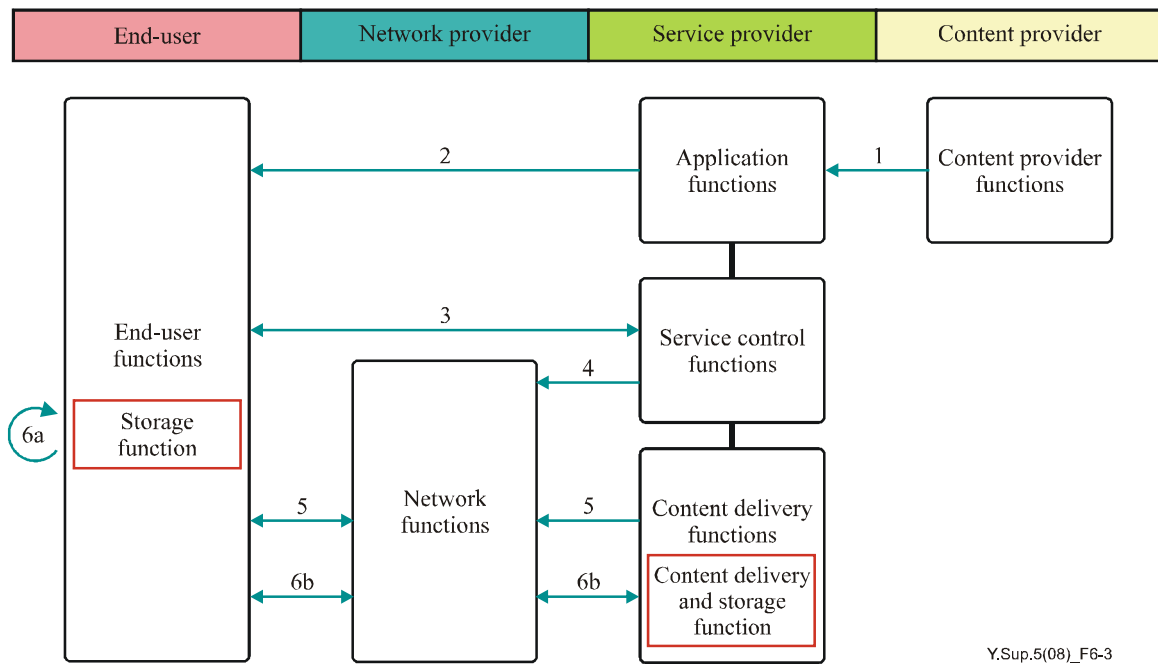 End-user
Network provider
Service provider
Content provider
2
Application
functions
1
Content provider
functions
3
Service control
functions
End-user
functions
4
Storage
function
6a
Network
functions
5
5
Content delivery
functions
6b
6b
Content delivery
and storage
function
Y.Sup.5(08)_F6-3